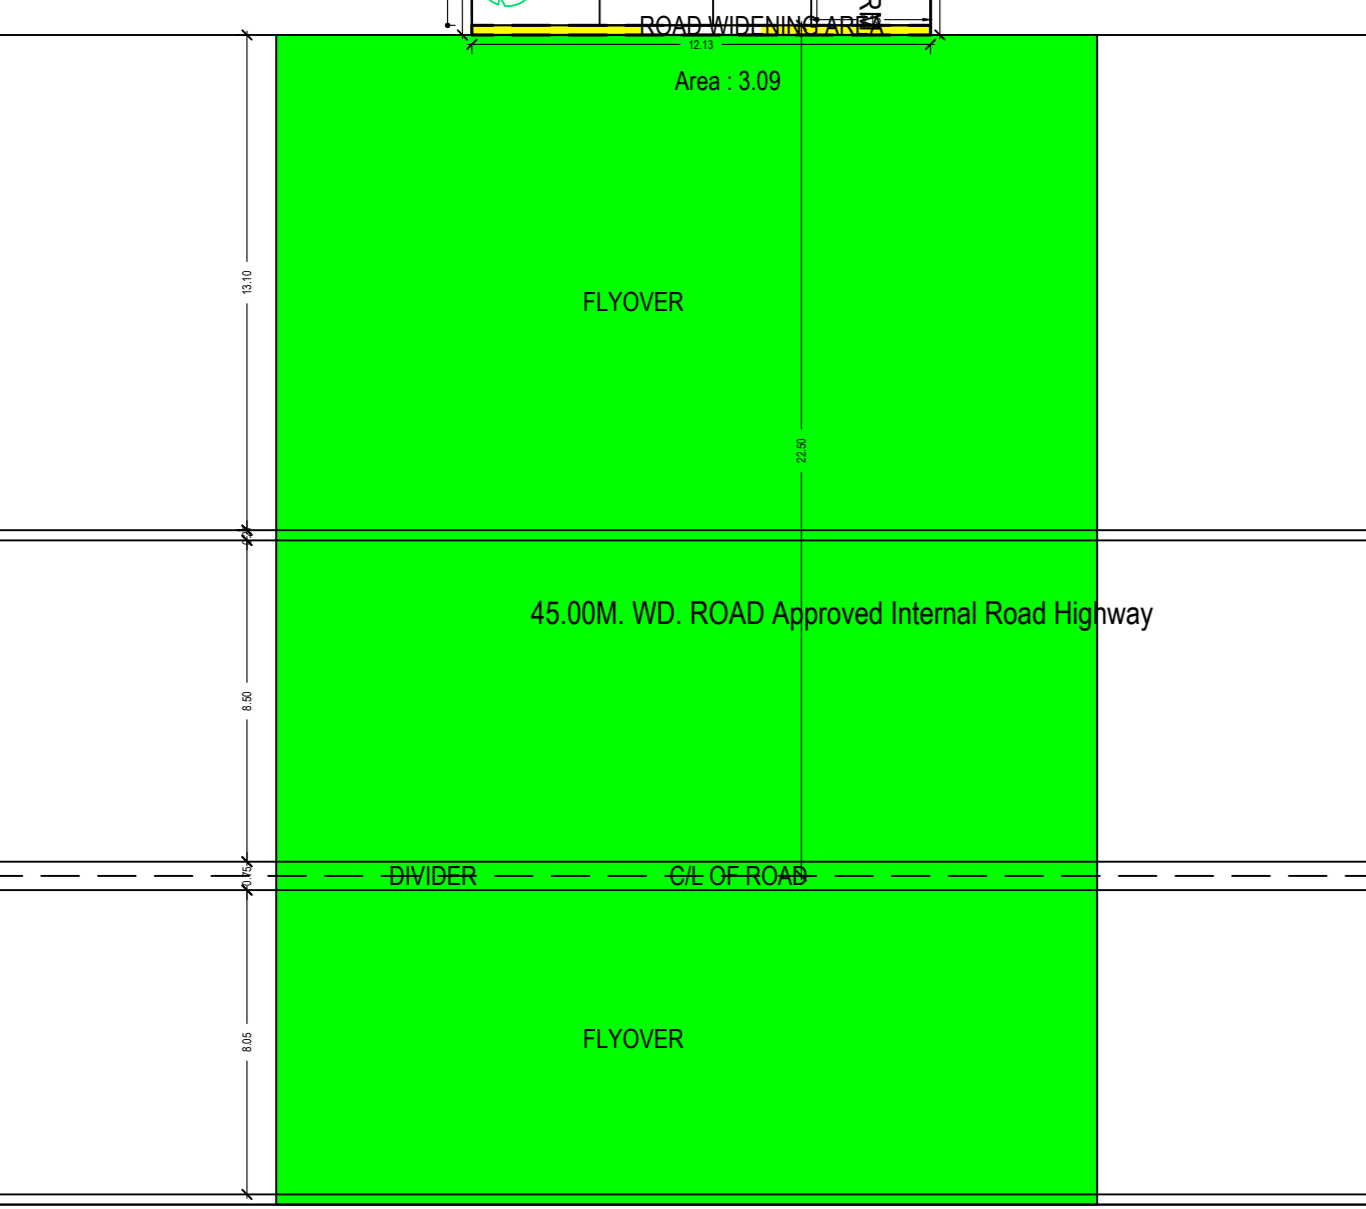 RM
ROAD WIDENING AREA
12.13
Area : 3.09
13.10
FLYOVER
22.50
45.00M. WD. ROAD Approved Internal Road Highway
8.50
0.75
DIVIDER
C/L OF ROAD
8.05
FLYOVER